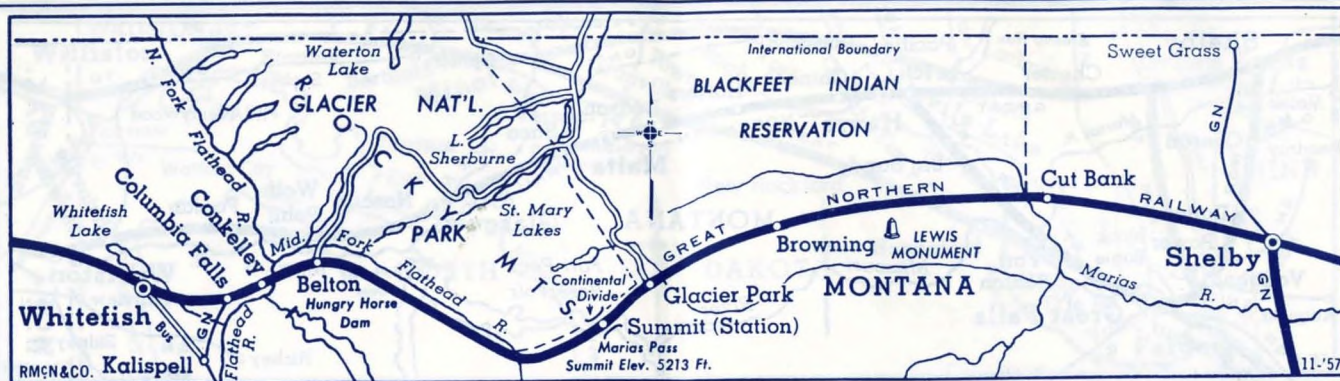 International Boundary
Sweet Grass
Waterton
Lake
BLACKFEET INDIAN
RESERVATION
GLACIER NAT'L.
PARK
ROCKY MTS
N. Fork Flathead R.
L.
Sherburne
St. Mary
Lakes
Whitefish
Lake
Columbia Falls
Conkelley
Mid. Fork Flathead R.
Belton
Hungry Horse
Dam
Whitefish
Bus
GN
Flathead R.
Kalispell
Continental
Divide
Glacier Park
Summit (Station)
Marias Pass
Summit Elev. 5213 Ft.
GREAT NORTHERN RAILWAY
Browning
LEWIS
MONUMENT
MONTANA
Cut Bank
Marias R.
GN
Shelby
GN
N
W E
S
RMCN&CO.
11-'57